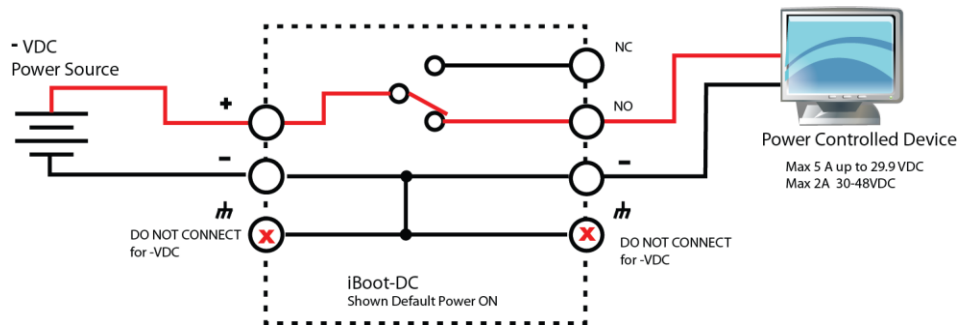 - VDC
Power Source
+
-
DO NOT CONNECT
for -VDC
X
NC
NO
-
X
DO NOT CONNECT
for -VDC
iBoot-DC
Shown Default Power ON
Power Controlled Device
Max 5 A up to 29.9 VDC
Max 2A 30-48VDC